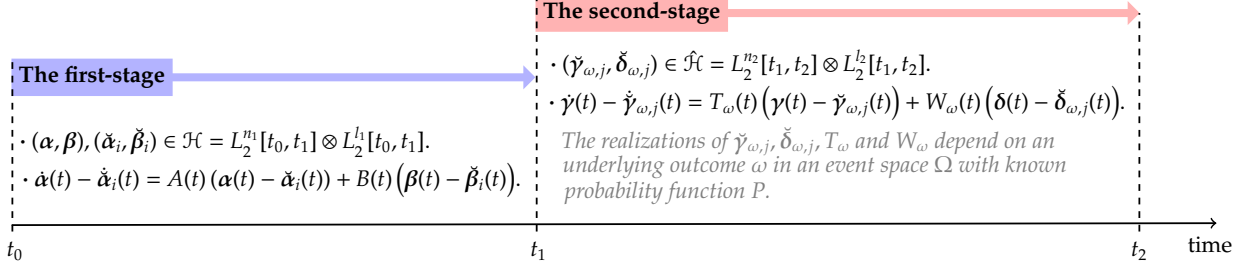 The second-stage
· (γ̆_{ω,j}, δ̆_{ω,j}) ∈ ℋ̂ = L_2^{n_2}[t_1, t_2] ⊗ L_2^{l_2}[t_1, t_2].
· γ̇(t) − γ̆̇_{ω,j}(t) = T_ω(t) (γ(t) − γ̆_{ω,j}(t)) + W_ω(t) (δ(t) − δ̆_{ω,j}(t)).
The realizations of γ̆_{ω,j}, δ̆_{ω,j}, T_ω and W_ω depend on an
underlying outcome ω in an event space Ω with known
probability function P.
The first-stage
· (α, β), (ᾰ_i, β̆_i) ∈ ℋ = L_2^{n_1}[t_0, t_1] ⊗ L_2^{l_1}[t_0, t_1].
· α̇(t) − ᾰ̇_i(t) = A(t) (α(t) − ᾰ_i(t)) + B(t) (β(t) − β̆_i(t)).
t_0 t_1 t_2 time